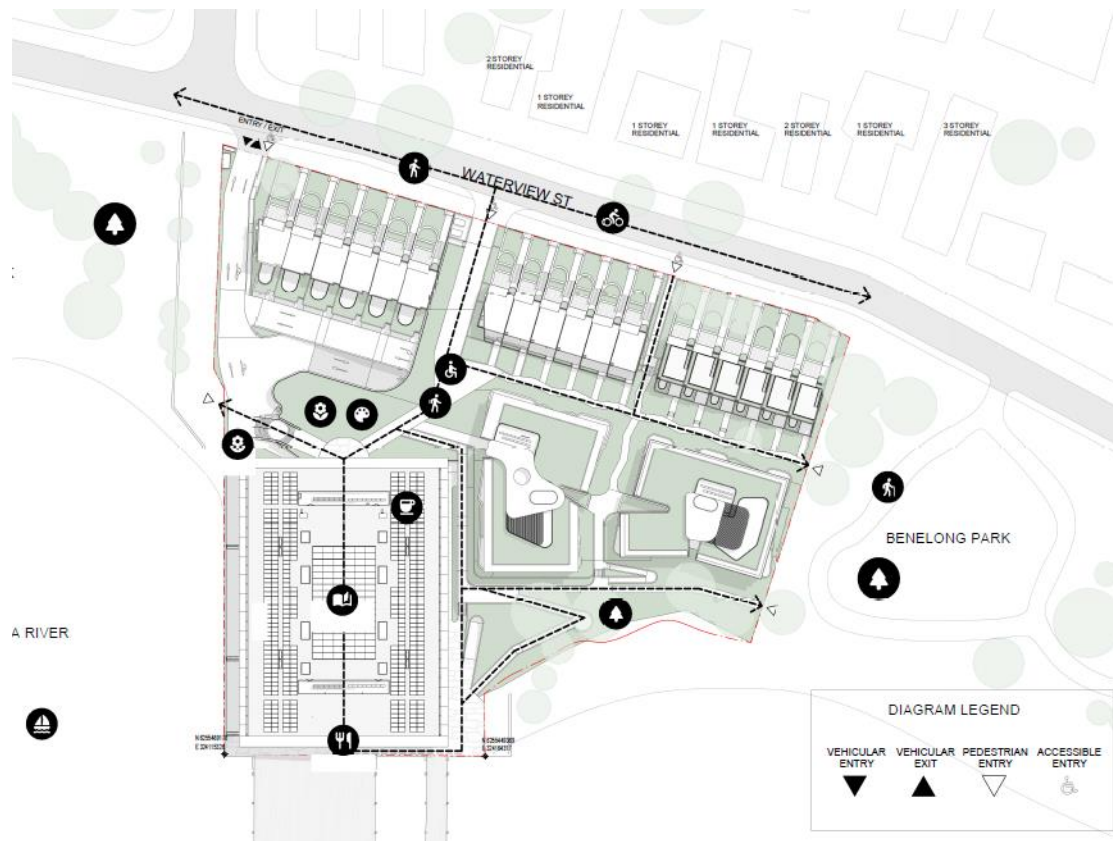 2 STOREY
RESIDENTIAL
1 STOREY
RESIDENTIAL
1 STOREY
RESIDENTIAL
1 STOREY
RESIDENTIAL
2 STOREY
RESIDENTIAL
1 STOREY
RESIDENTIAL
3 STOREY
RESIDENTIAL
ENTRY / EXIT
WATERVIEW ST
BENELONG PARK
A RIVER
DIAGRAM LEGEND
VEHICULAR
ENTRY
VEHICULAR
EXIT
PEDESTRIAN
ENTRY
ACCESSIBLE
ENTRY